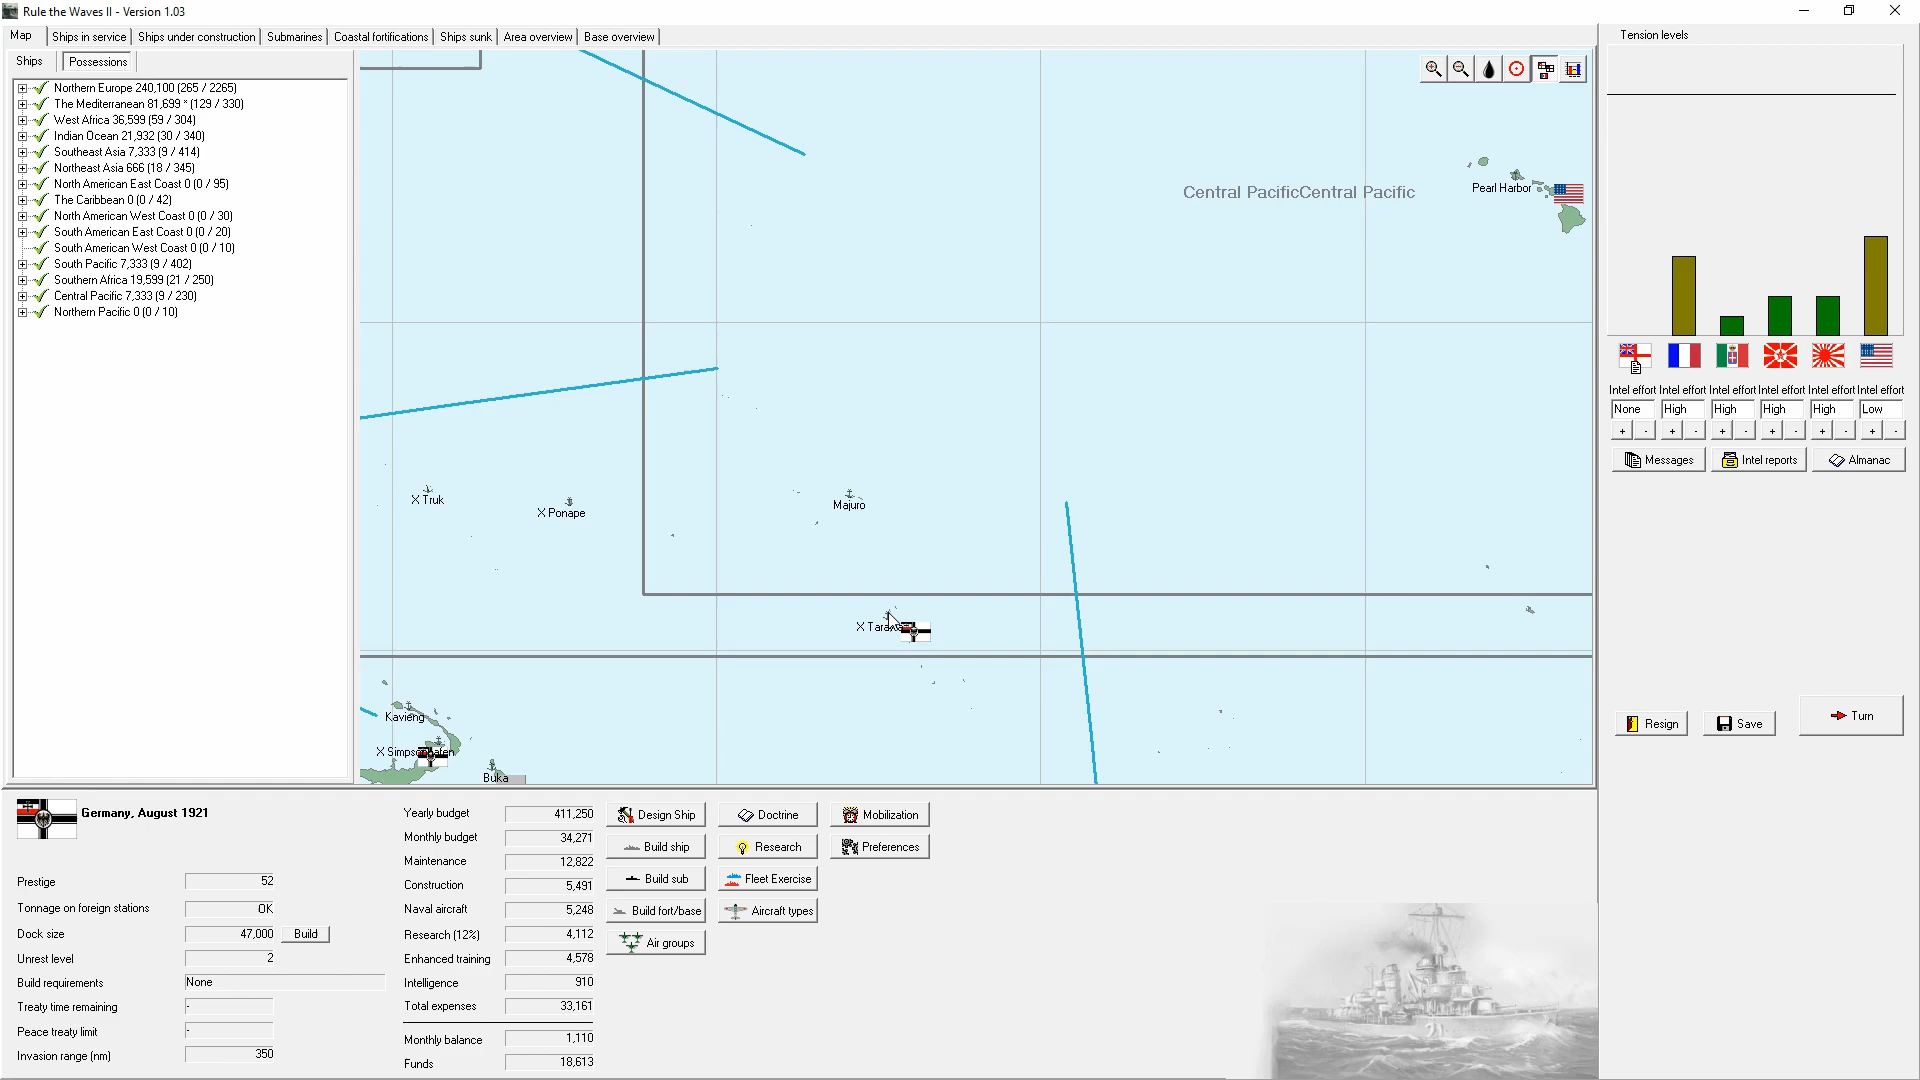 Rule the Waves II - Version 1.03
Map
Ships in service
Ships under construction
Submarines
Coastal fortifications
Ships sunk
Area overview
Base overview
Ships
Possessions
Northern Europe 240,100 (265 / 2265)
The Mediterranean 81,699 * (129 / 330)
West Africa 36,599 (59 / 304)
Indian Ocean 21,932 (30 / 340)
Southeast Asia 7,333 (9 / 414)
Northeast Asia 666 (18 / 345)
North American East Coast 0 (0 / 95)
The Caribbean 0 (0 / 42)
North American West Coast 0 (0 / 30)
South American East Coast 0 (0 / 20)
South American West Coast 0 (0 / 10)
South Pacific 7,333 (9 / 402)
Southern Africa 19,599 (21 / 250)
Central Pacific 7,333 (9 / 230)
Northern Pacific 0 (0 / 10)
Central PacificCentral Pacific
Pearl Harbor
X Truk
X Ponape
Majuro
Kavieng
Buka
Tension levels
Intel effort Intel effort Intel effort Intel effort Intel effort Intel effort
None High High High High Low
+ - + - + - + - + - + -
Messages
Intel reports
Almanac
Resign
Save
Turn
Germany, August 1921
Prestige 52
Tonnage on foreign stations OK
Dock size 47,000 Build
Unrest level 2
Build requirements None
Treaty time remaining -
Peace treaty limit -
Invasion range (nm) 350
Yearly budget 411,250
Monthly budget 34,271
Maintenance 12,822
Construction 5,491
Naval aircraft 5,248
Research (12%) 4,112
Enhanced training 4,578
Intelligence 910
Total expenses 33,161
Monthly balance 1,110
Funds 18,613
Design Ship
Doctrine
Mobilization
Build ship
Research
Preferences
Build sub
Fleet Exercise
Build fort/base
Aircraft types
Air groups